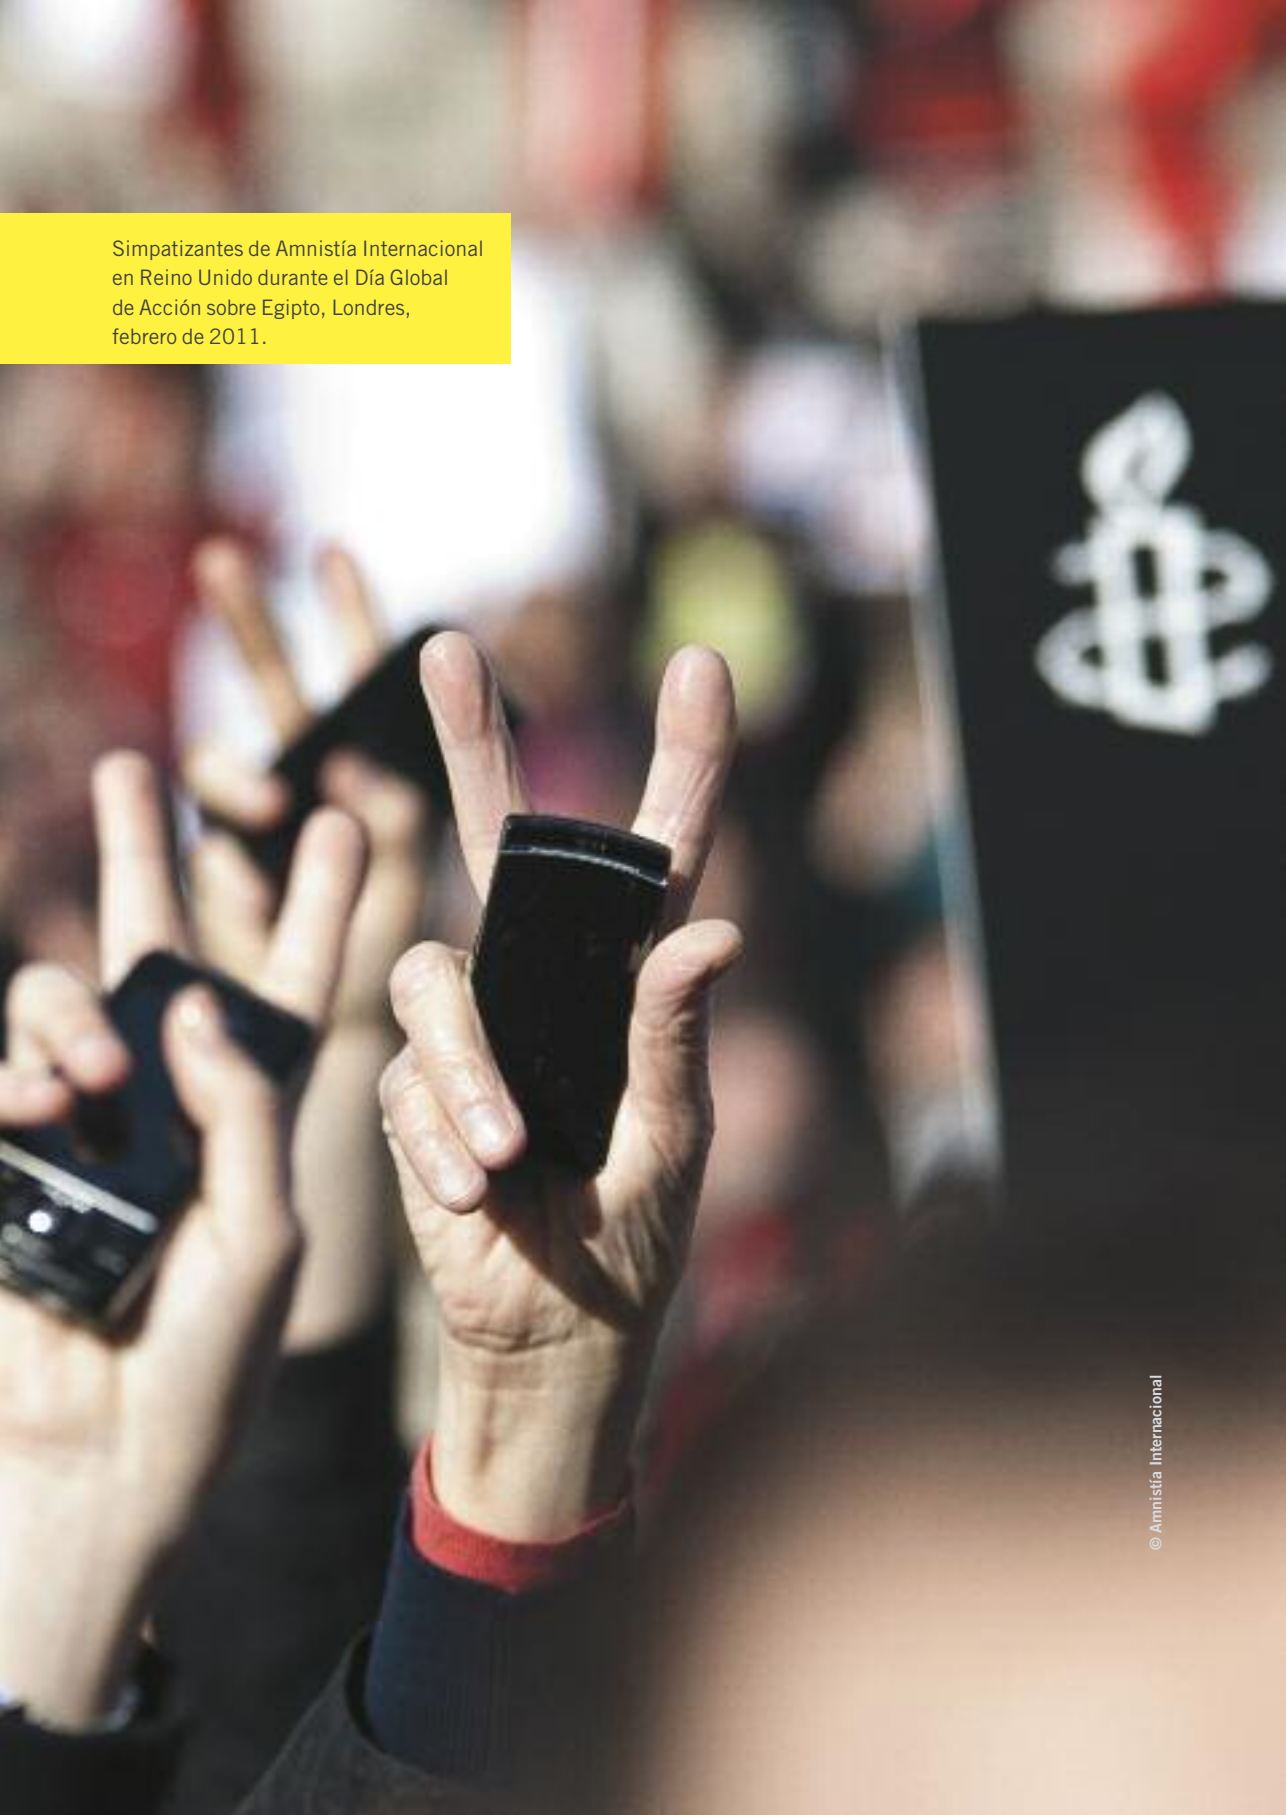 Simpatizantes de Amnistía Internacional
en Reino Unido durante el Día Global
de Acción sobre Egipto, Londres,
febrero de 2011.
© Amnistía Internacional